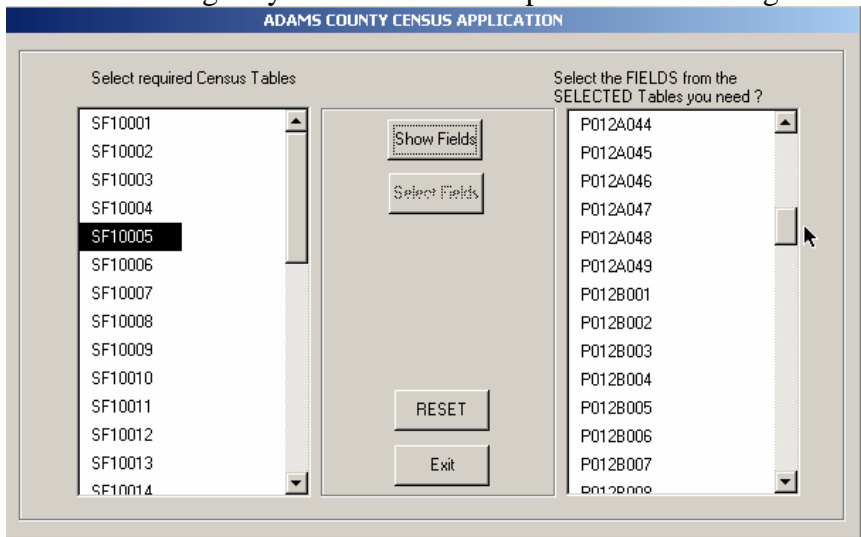 ADAMS COUNTY CENSUS APPLICATION
Select required Census Tables
SF10001
SF10002
SF10003
SF10004
SF10005
SF10006
SF10007
SF10008
SF10009
SF10010
SF10011
SF10012
SF10013
SF10014
Show Fields
Select Fields
RESET
Exit
Select the FIELDS from the
SELECTED Tables you need ?
P012A044
P012A045
P012A046
P012A047
P012A048
P012A049
P012B001
P012B002
P012B003
P012B004
P012B005
P012B006
P012B007
P012B008